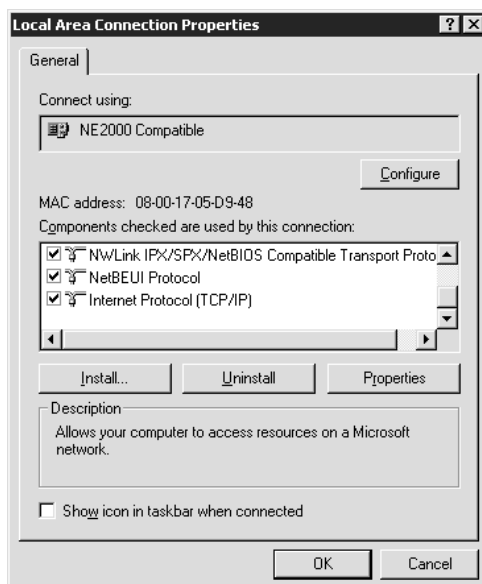 Local Area Connection Properties
General
Connect using:
NE2000 Compatible
Configure
MAC address: 08-00-17-05-D9-48
Components checked are used by this connection:
NWLink IPX/SPX/NetBIOS Compatible Transport Proto
NetBEUI Protocol
Internet Protocol (TCP/IP)
Install... Uninstall Properties
Description
Allows your computer to access resources on a Microsoft
network.
Show icon in taskbar when connected
OK Cancel